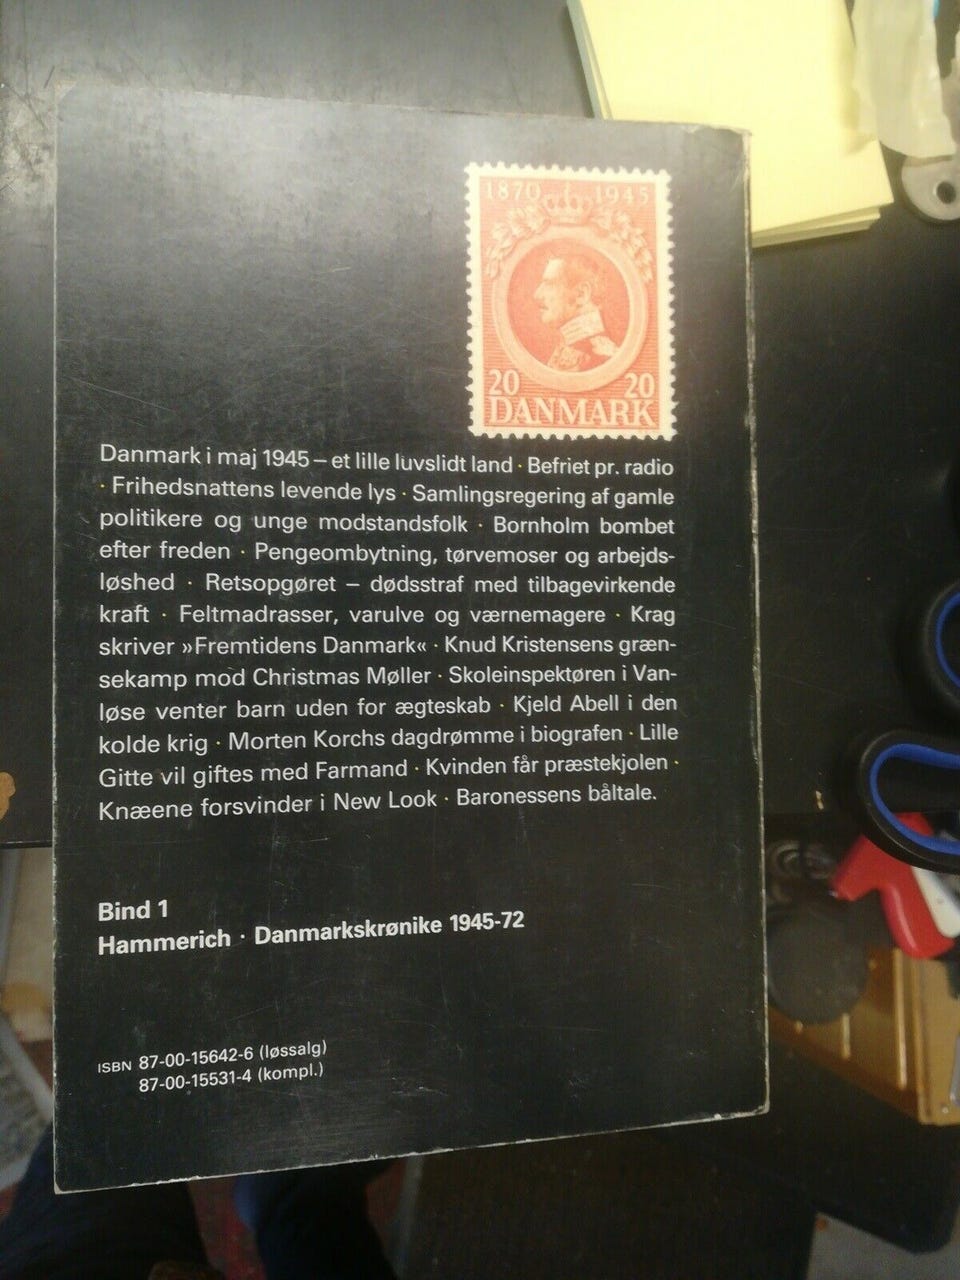 1870 1945
20 20
DANMARK
Danmark i maj 1945 – et lille luvslidt land · Befriet pr. radio
· Frihedsnattens levende lys · Samlingsregering af gamle
politikere og unge modstandsfolk · Bornholm bombet
efter freden · Pengeombytning, tørvemoser og arbejds-
løshed · Retsopgøret – dødsstraf med tilbagevirkende
kraft · Feltmadrasser, varulve og værnemagere · Krag
skriver »Fremtidens Danmark« · Knud Kristensens græn-
sekamp mod Christmas Møller · Skoleinspektøren i Van-
løse venter barn uden for ægteskab · Kjeld Abell i den
kolde krig · Morten Korchs dagdrømme i biografen · Lille
Gitte vil giftes med Farmand · Kvinden får præstekjolen ·
Knæene forsvinder i New Look · Baronessens båltale.
Bind 1
Hammerich · Danmarkskrønike 1945-72
ISBN 87-00-15642-6 (løssalg)
87-00-15531-4 (kompl.)